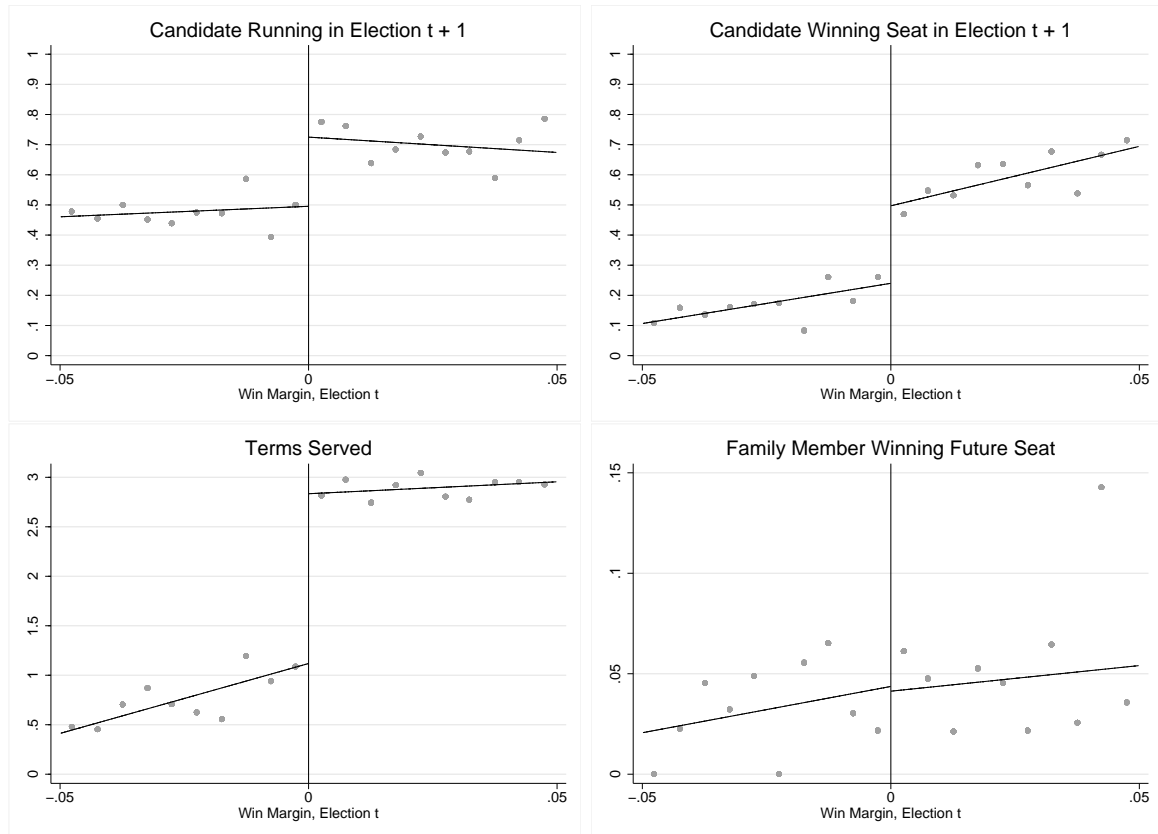 Candidate Running in Election t + 1
1
.9
.8
.7
.6
.5
.4
.3
.2
.1
0
−.05 0 .05
Win Margin, Election t
Candidate Winning Seat in Election t + 1
1
.9
.8
.7
.6
.5
.4
.3
.2
.1
0
−.05 0 .05
Win Margin, Election t
Terms Served
3
2.5
2
1.5
1
.5
0
−.05 0 .05
Win Margin, Election t
Family Member Winning Future Seat
.15
.1
.05
0
−.05 0 .05
Win Margin, Election t